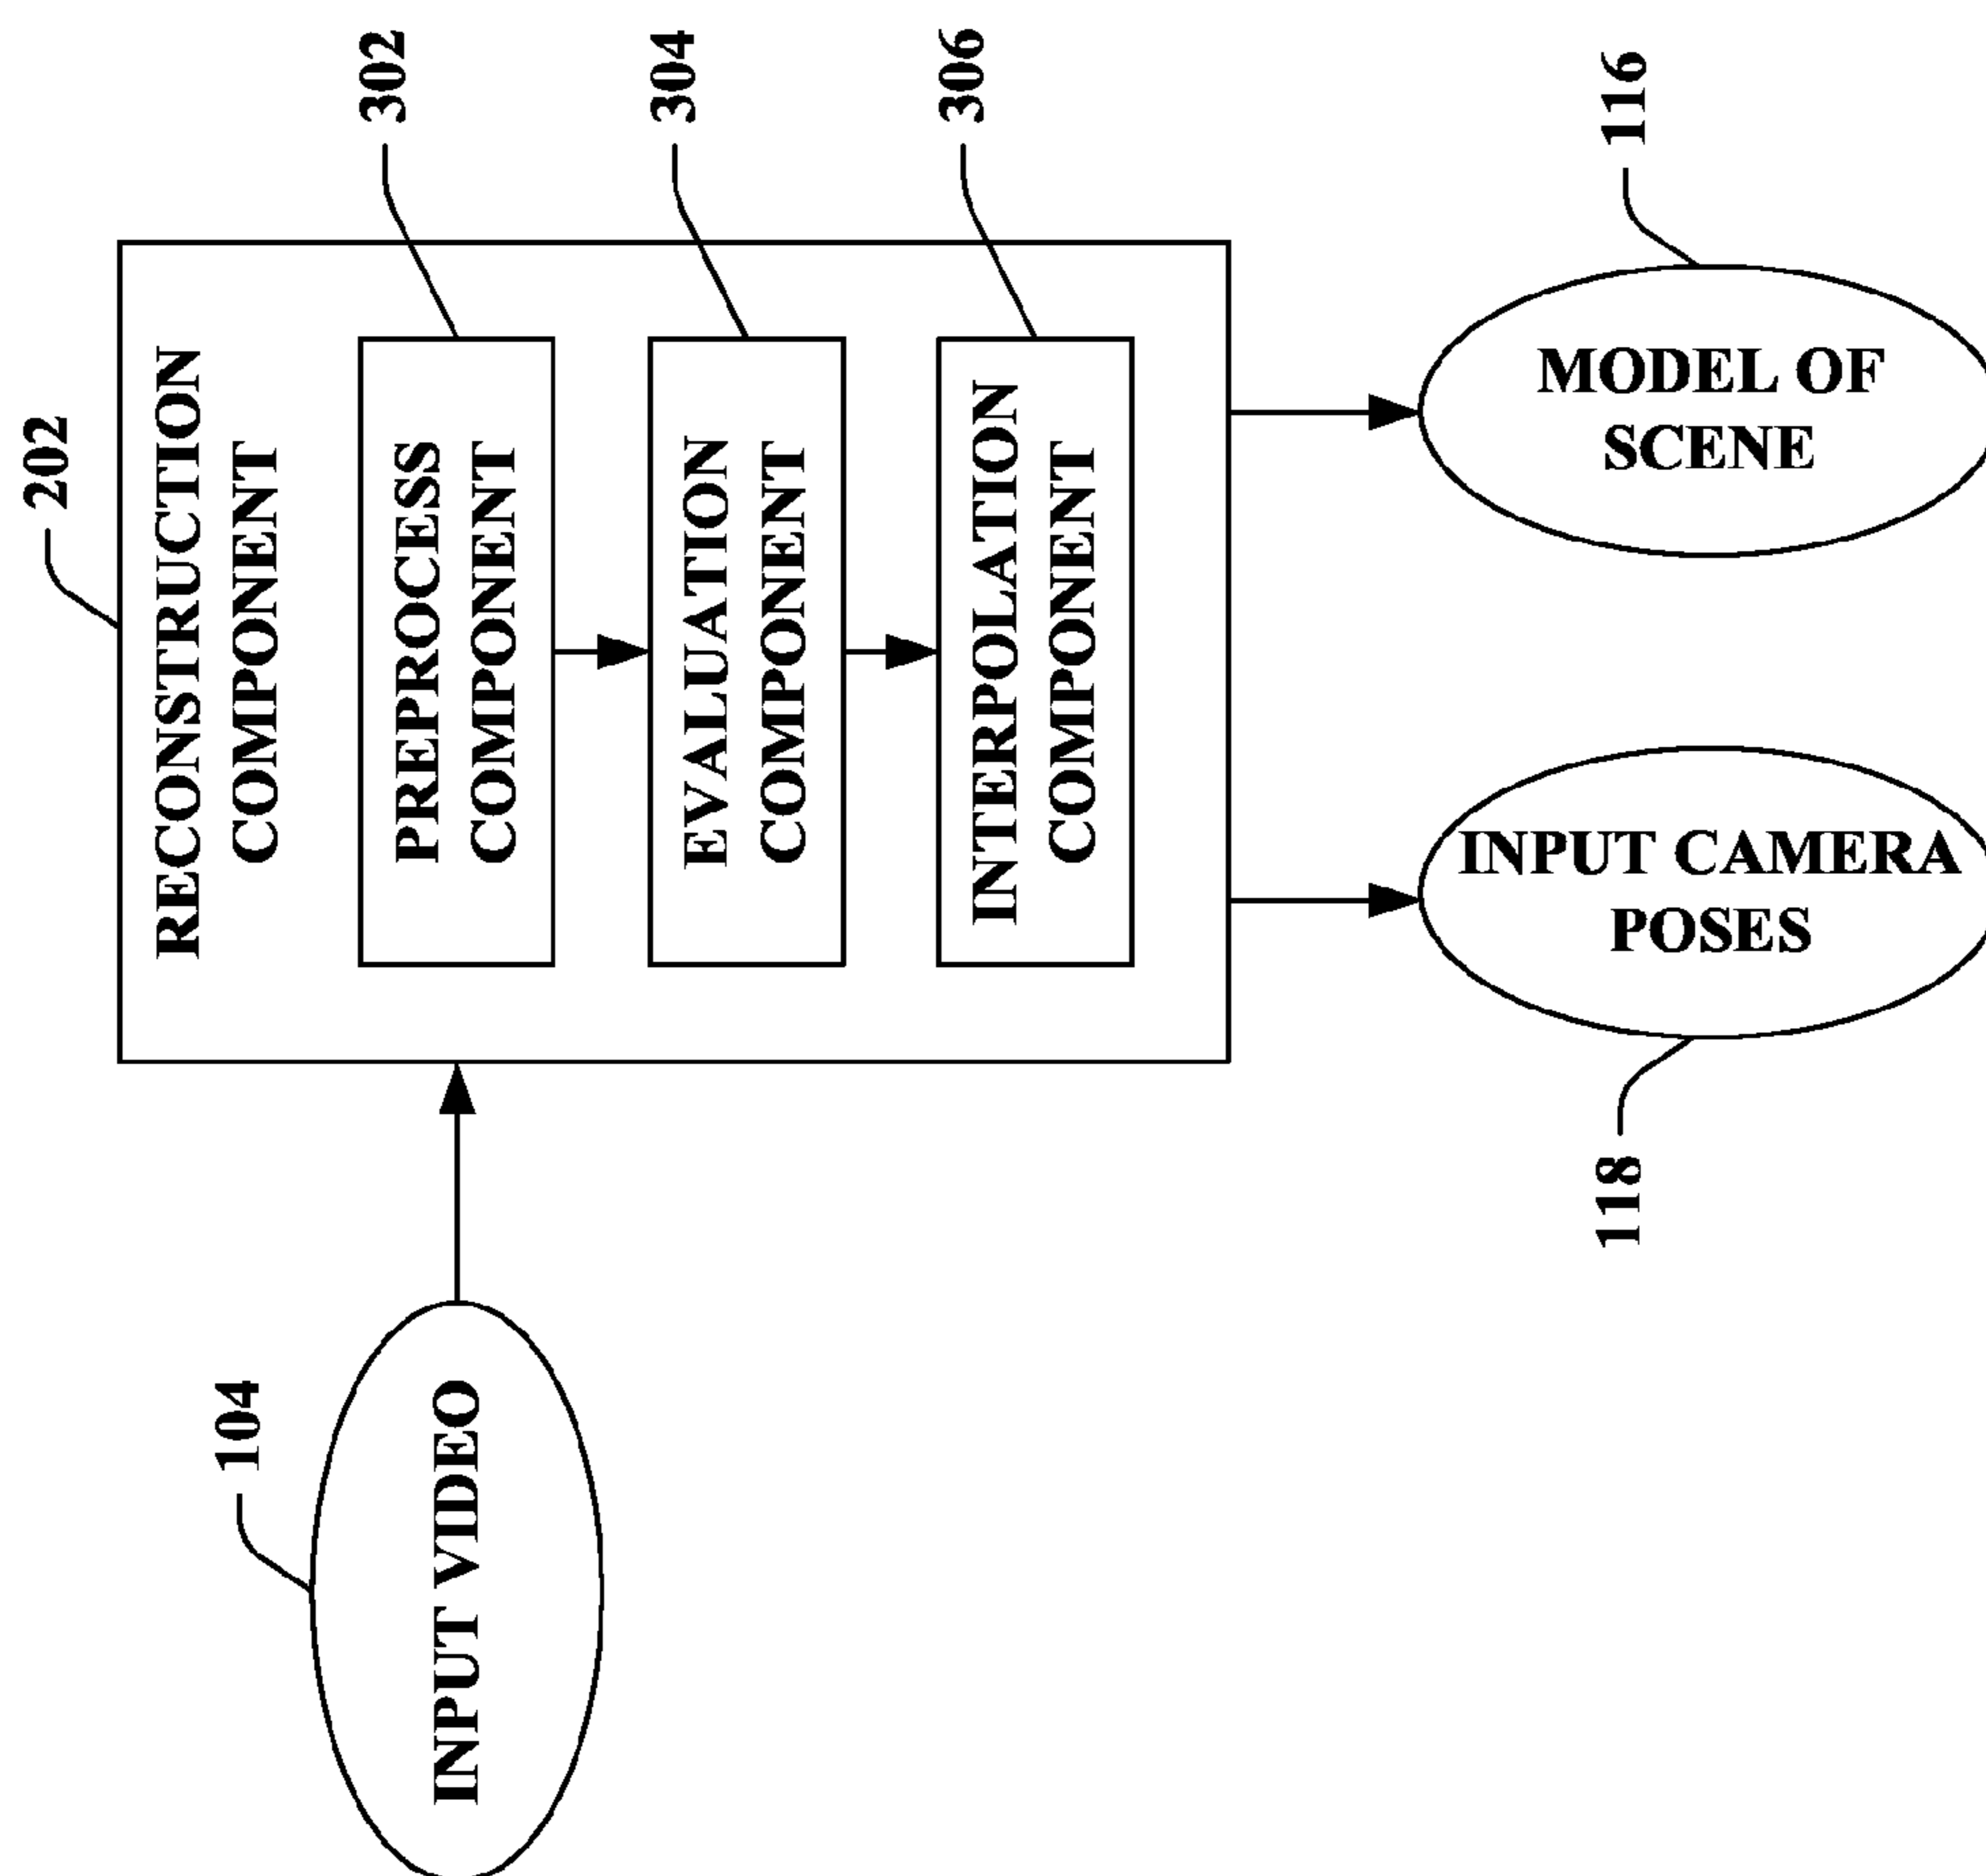 202
RECONSTRUCTION
COMPONENT
302
PREPROCESS
COMPONENT
304
EVALUATION
COMPONENT
306
INTERPOLATION
COMPONENT
104
INPUT VIDEO
116
MODEL OF
SCENE
118
INPUT CAMERA
POSES